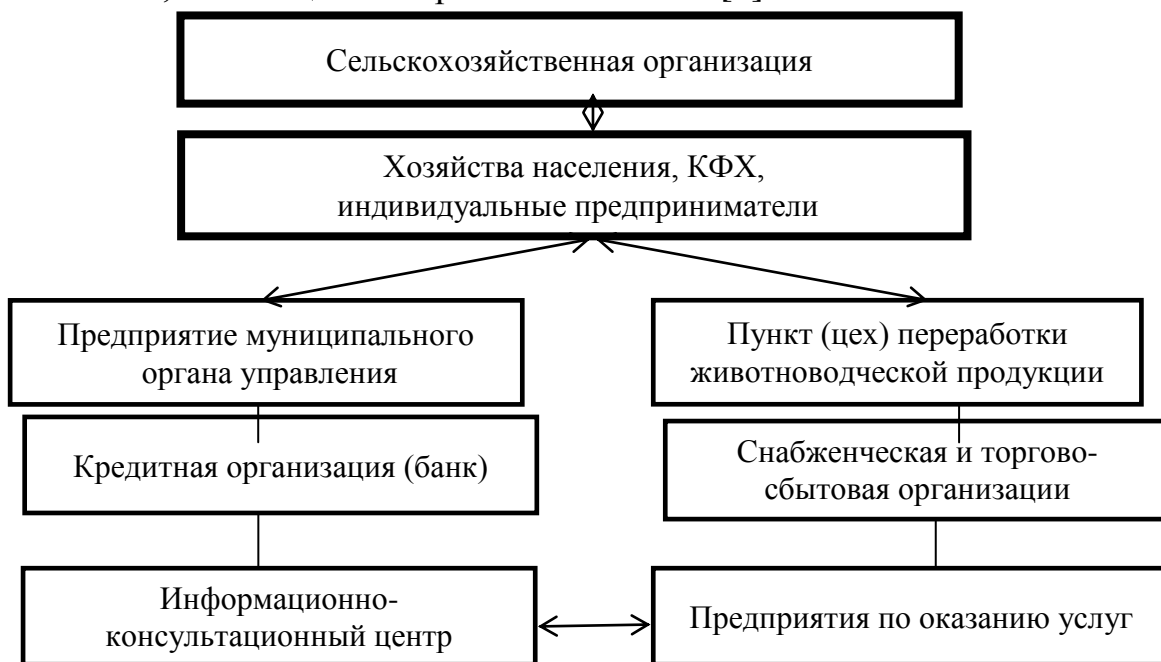 Сельскохозяйственная организация
Хозяйства населения, КФХ,
индивидуальные предприниматели
Предприятие муниципального
органа управления
Пункт (цех) переработки
животноводческой продукции
Кредитная организация (банк)
Снабженческая и торгово-
сбытовая организации
Информационно-
консультационный центр
Предприятия по оказанию услуг